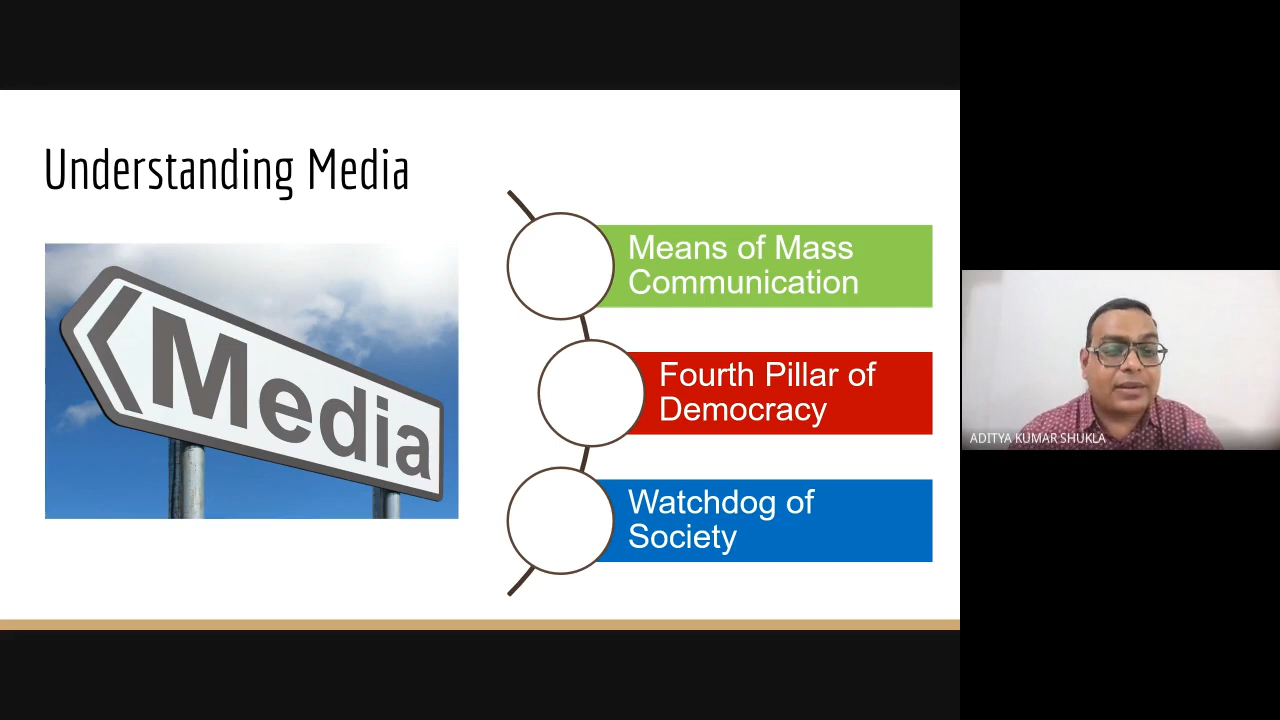 Understanding Media
Media
Means of Mass
Communication
Fourth Pillar of
Democracy
Watchdog of
Society
ADITYA KUMAR SHUKLA